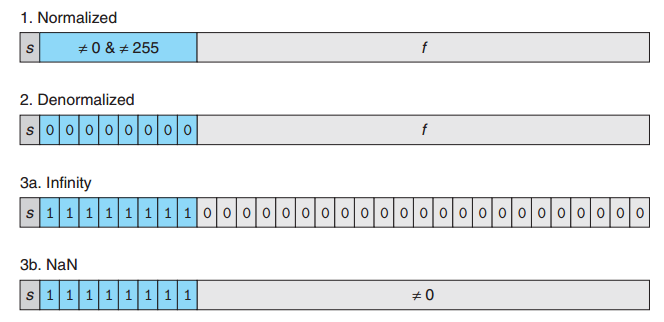 1. Normalized
s ≠ 0 & ≠ 255 f
2. Denormalized
s 0 0 0 0 0 0 0 0 f
3a. Infinity
s 1 1 1 1 1 1 1 1 0 0 0 0 0 0 0 0 0 0 0 0 0 0 0 0 0 0 0 0 0 0 0
3b. NaN
s 1 1 1 1 1 1 1 1 ≠ 0